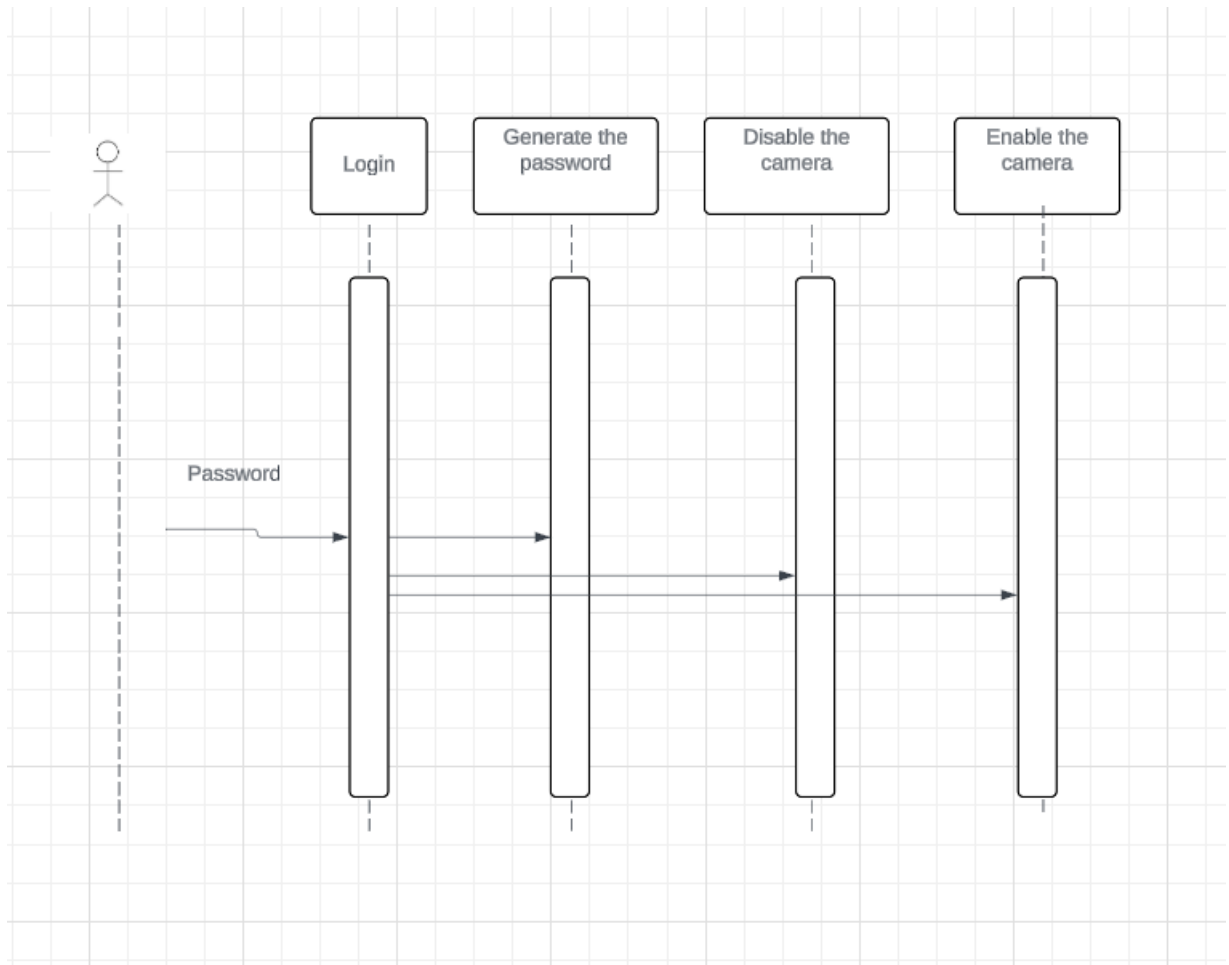 Login
Generate the
password
Disable the
camera
Enable the
camera
Password